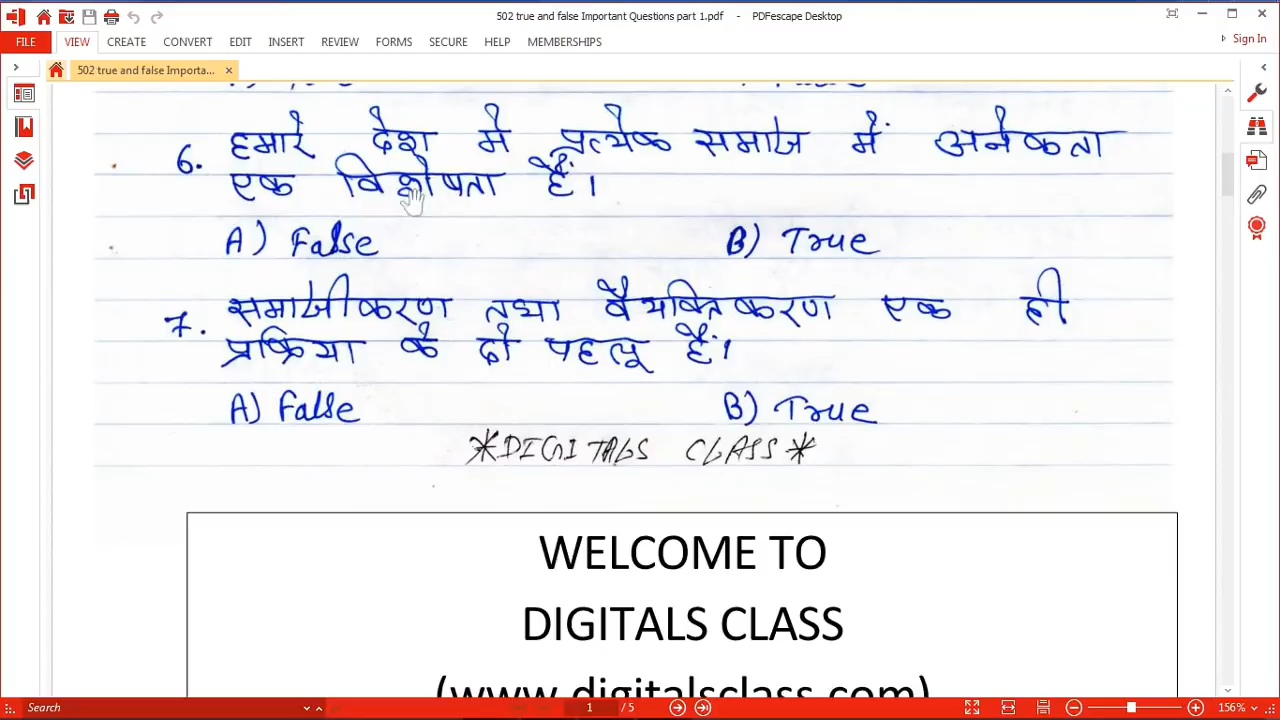 502 true and false Important Questions part 1.pdf - PDFescape Desktop
FILE VIEW CREATE CONVERT EDIT INSERT REVIEW FORMS SECURE HELP MEMBERSHIPS Sign In
502 true and false Importa...
6. हमारे देश मे प्रत्येक समाज में अनेकता
एक विशेषता हैं।
A) False B) True
7. समाजीकरण तथा वैयक्तिकरण एक ही
प्रक्रिया के दो पहलू हैं।
A) False B) True
*DIGITALS CLASS*
WELCOME TO
DIGITALS CLASS
(www.digitalsclass.com)
Search 1 / 5 156%